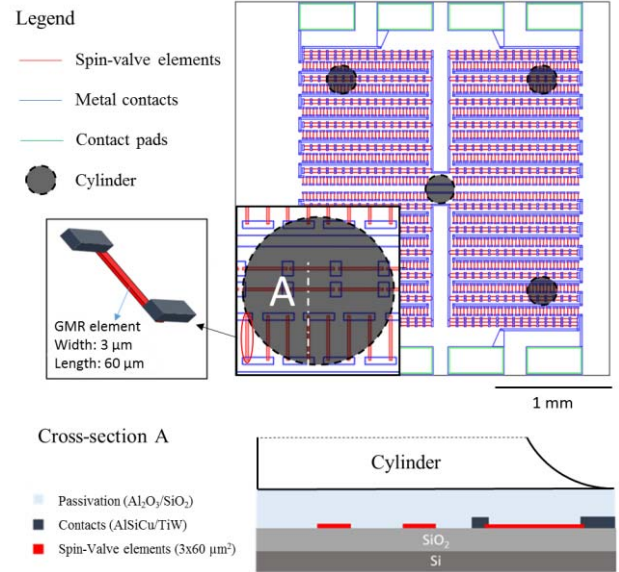 Legend
Spin-valve elements
Metal contacts
Contact pads
Cylinder
A
GMR element
Width: 3 µm
Length: 60 µm
1 mm
Cross-section A
Passivation (Al₂O₃/SiO₂)
Contacts (AlSiCu/TiW)
Spin-Valve elements (3x60 µm²)
Cylinder
SiO₂
Si